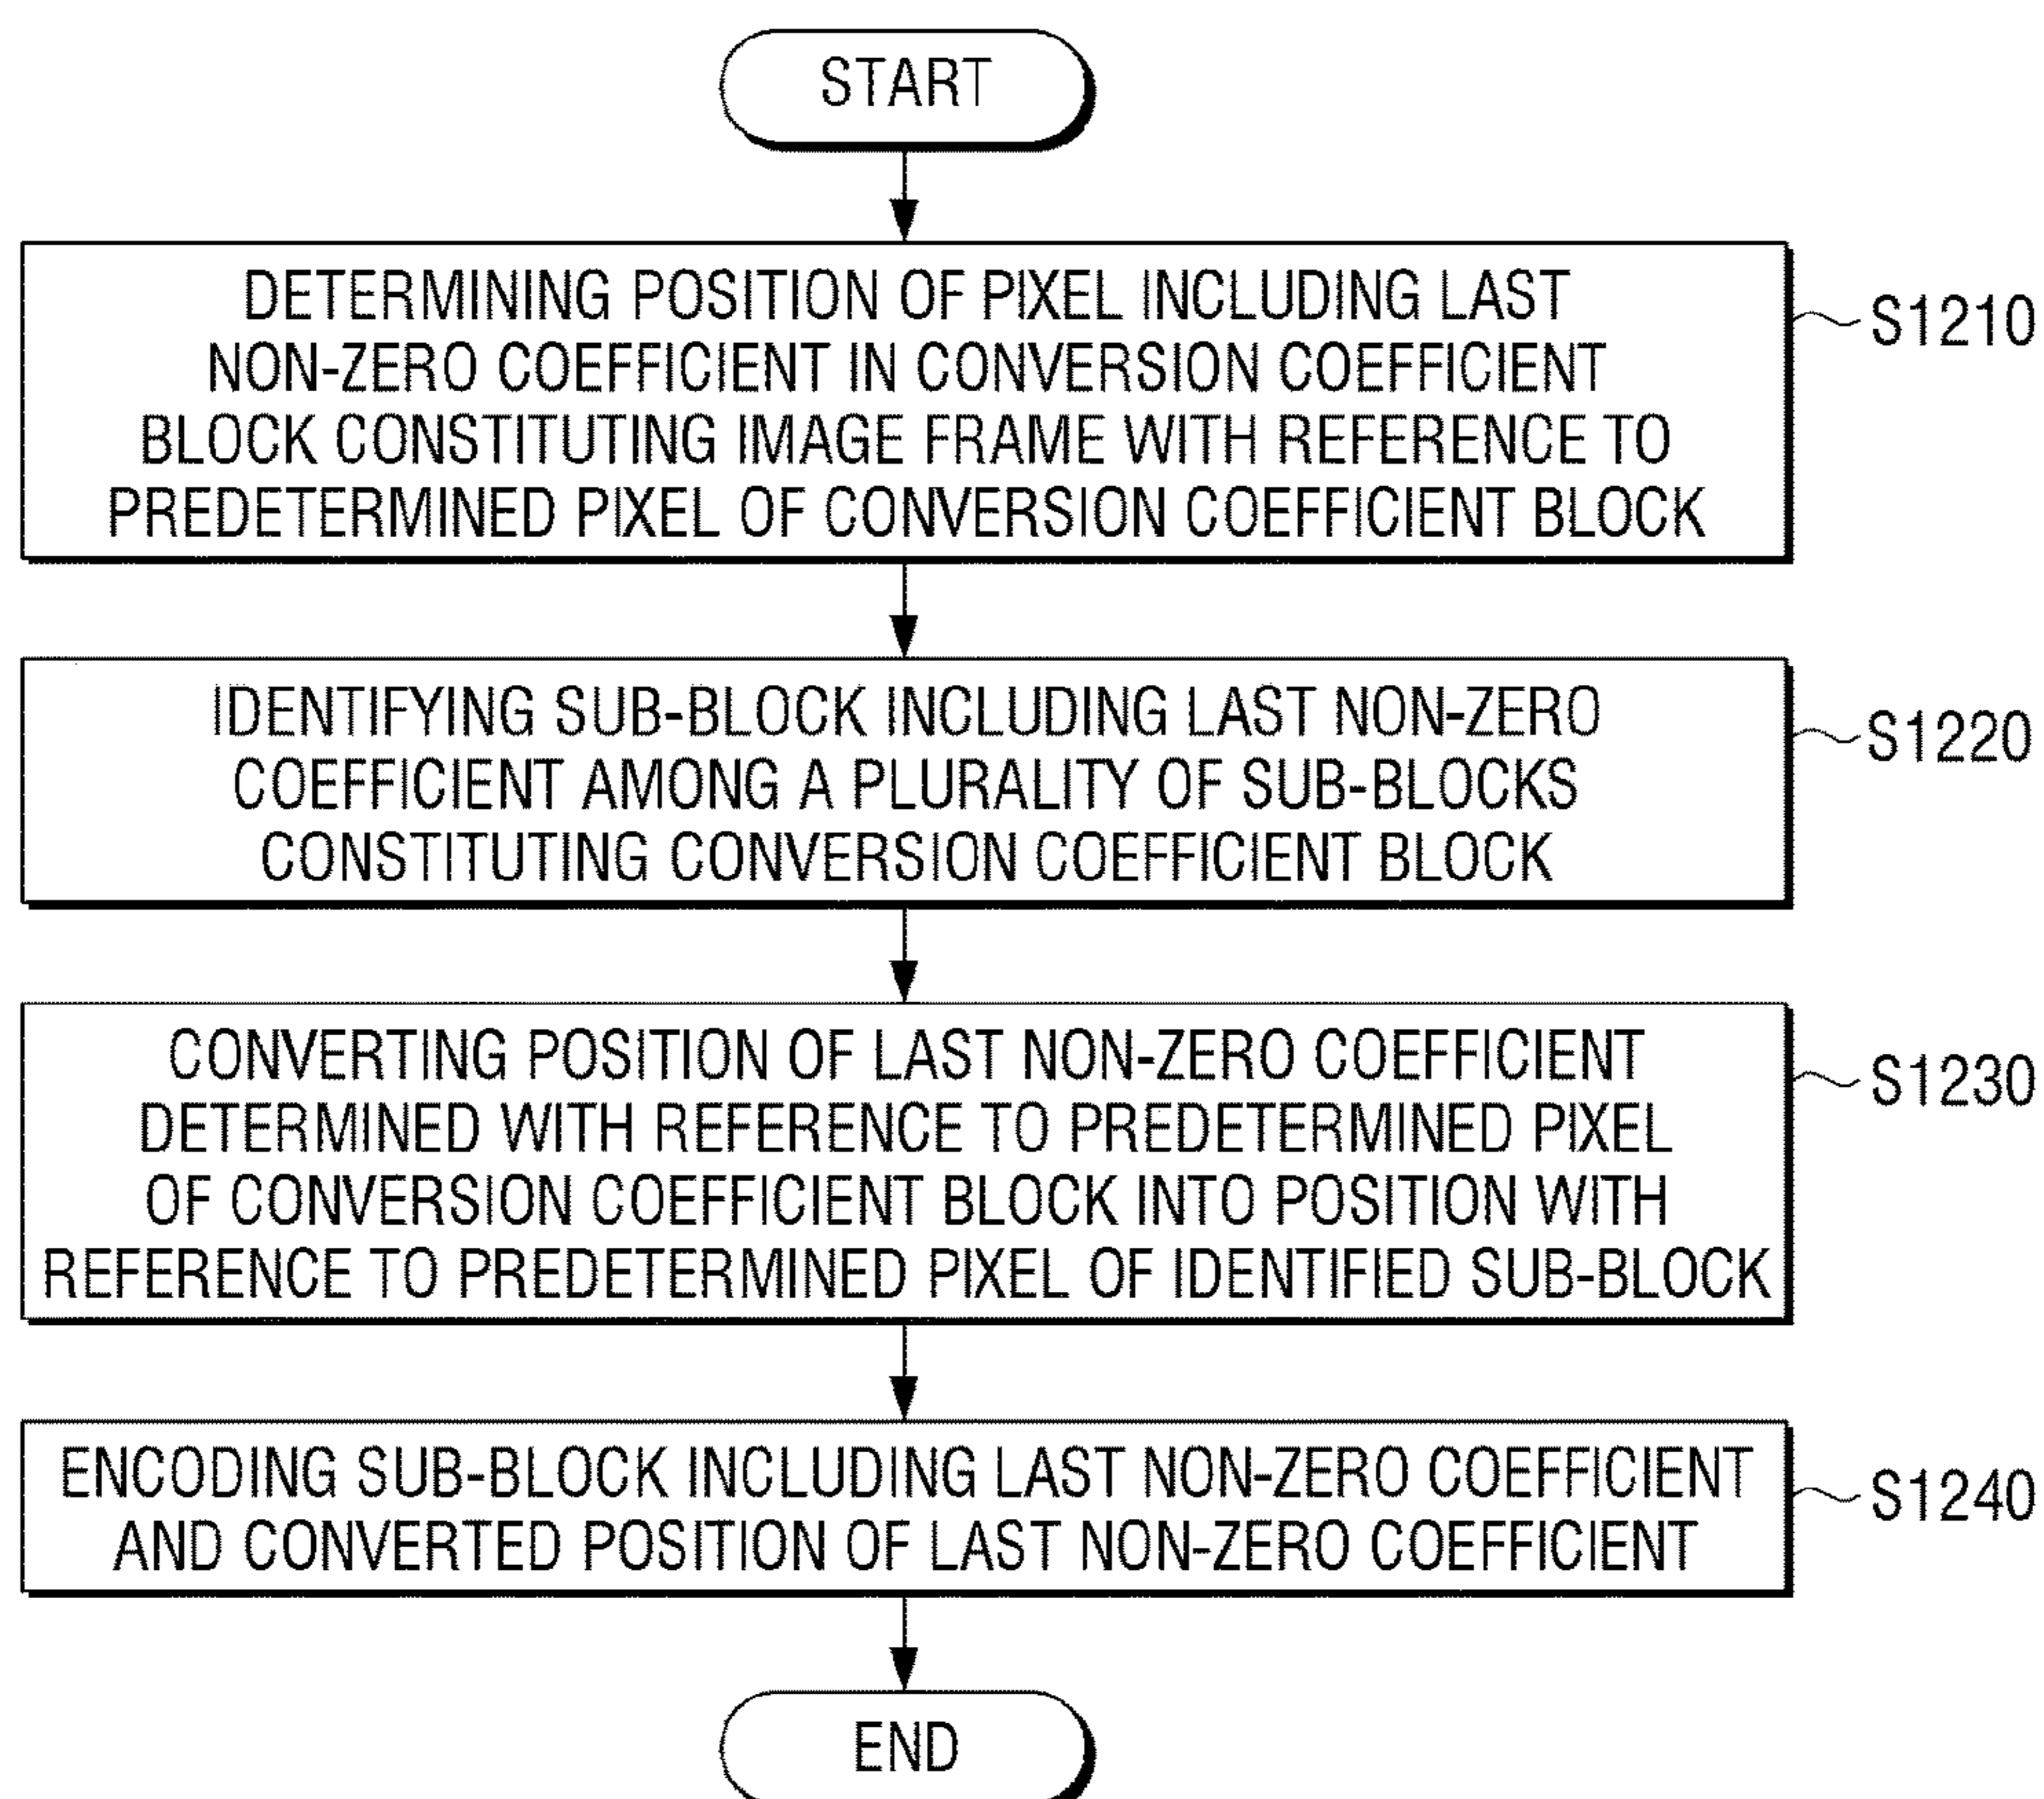 START
DETERMINING POSITION OF PIXEL INCLUDING LAST
NON-ZERO COEFFICIENT IN CONVERSION COEFFICIENT
BLOCK CONSTITUTING IMAGE FRAME WITH REFERENCE TO
PREDETERMINED PIXEL OF CONVERSION COEFFICIENT BLOCK
S1210
IDENTIFYING SUB-BLOCK INCLUDING LAST NON-ZERO
COEFFICIENT AMONG A PLURALITY OF SUB-BLOCKS
CONSTITUTING CONVERSION COEFFICIENT BLOCK
S1220
CONVERTING POSITION OF LAST NON-ZERO COEFFICIENT
DETERMINED WITH REFERENCE TO PREDETERMINED PIXEL
OF CONVERSION COEFFICIENT BLOCK INTO POSITION WITH
REFERENCE TO PREDETERMINED PIXEL OF IDENTIFIED SUB-BLOCK
S1230
ENCODING SUB-BLOCK INCLUDING LAST NON-ZERO COEFFICIENT
AND CONVERTED POSITION OF LAST NON-ZERO COEFFICIENT
S1240
END